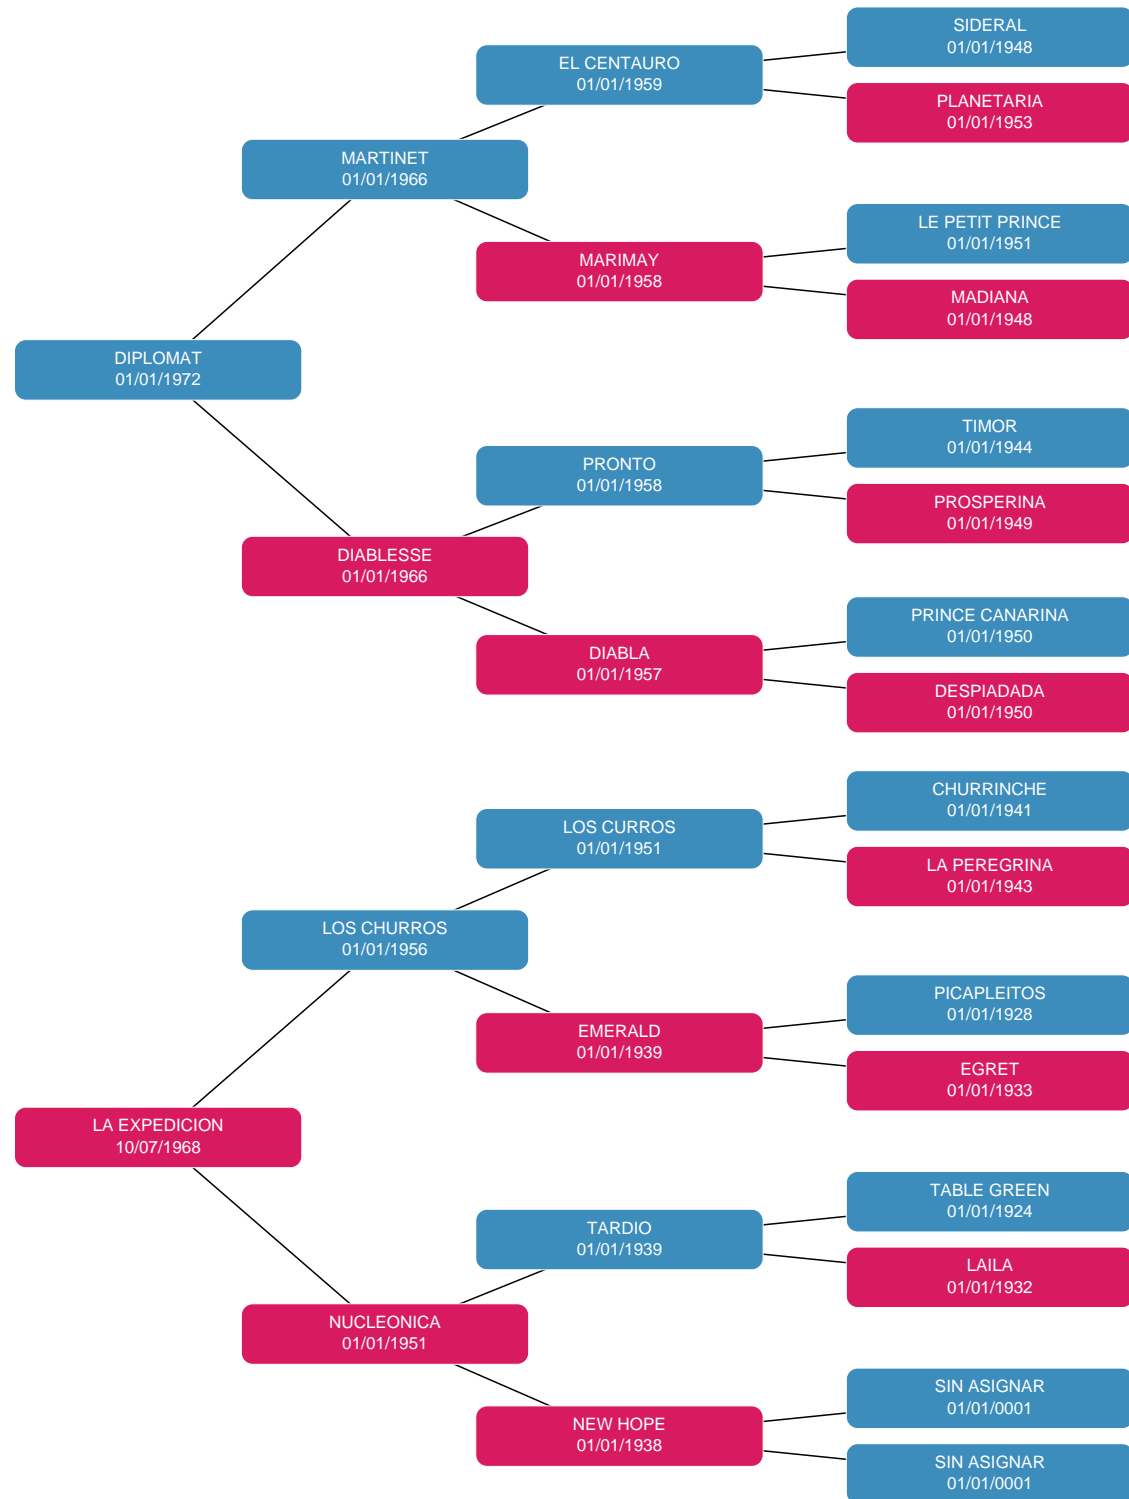 SIDERAL
01/01/1948
EL CENTAURO
01/01/1959
PLANETARIA
01/01/1953
MARTINET
01/01/1966
LE PETIT PRINCE
01/01/1951
MARIMAY
01/01/1958
MADIANA
01/01/1948
DIPLOMAT
01/01/1972
TIMOR
01/01/1944
PRONTO
01/01/1958
PROSPERINA
01/01/1949
DIABLESSE
01/01/1966
PRINCE CANARINA
01/01/1950
DIABLA
01/01/1957
DESPIADADA
01/01/1950
CHURRINCHE
01/01/1941
LOS CURROS
01/01/1951
LA PEREGRINA
01/01/1943
LOS CHURROS
01/01/1956
PICAPLEITOS
01/01/1928
EMERALD
01/01/1939
EGRET
01/01/1933
LA EXPEDICION
10/07/1968
TABLE GREEN
01/01/1924
TARDIO
01/01/1939
LAILA
01/01/1932
NUCLEONICA
01/01/1951
SIN ASIGNAR
01/01/0001
NEW HOPE
01/01/1938
SIN ASIGNAR
01/01/0001